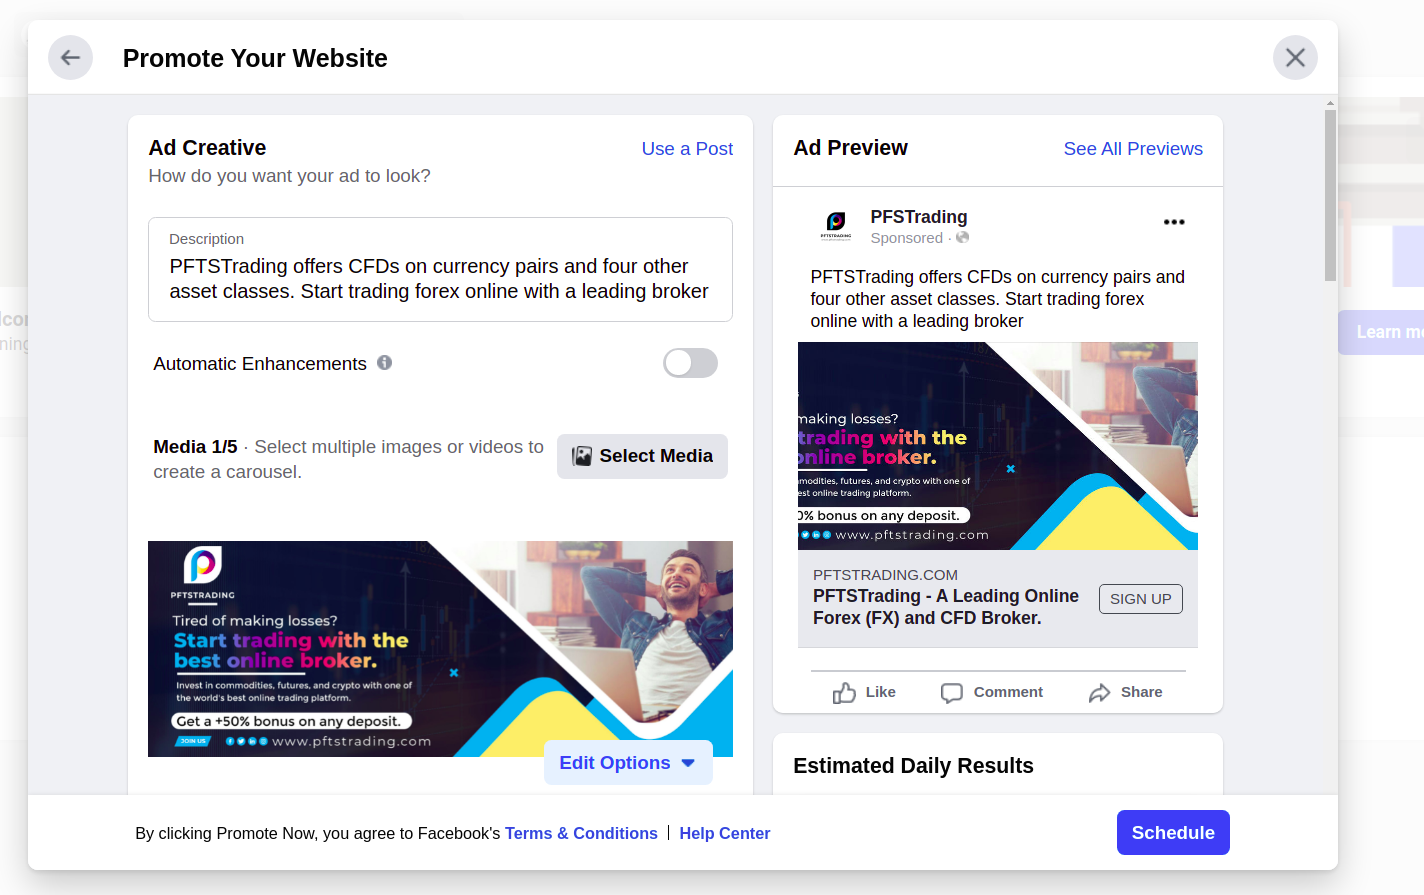 Promote Your Website
Ad Creative
Use a Post
How do you want your ad to look?
Description
PFTSTrading offers CFDs on currency pairs and four other
asset classes. Start trading forex online with a leading broker
Automatic Enhancements
Media 1/5 · Select multiple images or videos to
create a carousel.
Select Media
PFTSTRADING
Tired of making losses?
Start trading with the
best online broker.
Invest in commodities, futures, and crypto with one of
the world's best online trading platform.
Get a +50% bonus on any deposit.
JOIN US
www.pftstrading.com
Edit Options
Ad Preview
See All Previews
PFTSTRADING
PFSTrading
Sponsored ·
PFTSTrading offers CFDs on currency pairs and
four other asset classes. Start trading forex
online with a leading broker
making losses?
trading with the
online broker.
mmodities, futures, and crypto with one of
est online trading platform.
0% bonus on any deposit.
www.pftstrading.com
PFTSTRADING.COM
PFTSTrading - A Leading Online
Forex (FX) and CFD Broker.
SIGN UP
Like
Comment
Share
Estimated Daily Results
By clicking Promote Now, you agree to Facebook's Terms & Conditions | Help Center
Schedule
Learn m